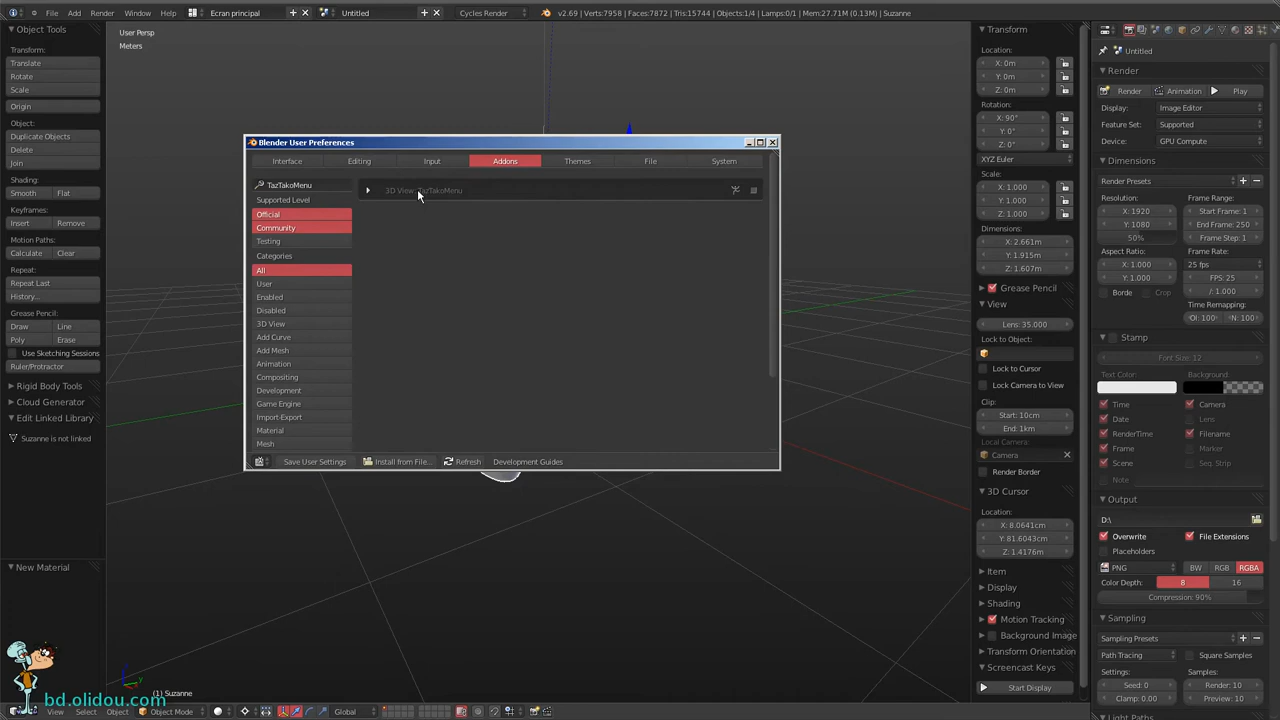 File Add Render Window Help
Ecran principal
Untitled
Cycles Render
v2.69 | Verts:7958 | Faces:7872 | Tris:15744 | Objects:1/4 | Lamps:0/1 | Mem:27.71M (0.13M) | Suzanne
Object Tools
Transform:
Translate
Rotate
Scale
Origin
Object:
Duplicate Objects
Delete
Join
Shading:
Smooth Flat
Keyframes:
Insert Remove
Motion Paths:
Calculate Clear
Repeat:
Repeat Last
History...
Grease Pencil:
Draw Line
Poly Erase
Use Sketching Sessions
Ruler/Protractor
Rigid Body Tools
Cloud Generator
Edit Linked Library
Suzanne is not linked
New Material
bd.olidou.com
User Persp
Meters
Blender User Preferences
Interface Editing Input Addons Themes File System
TazTakoMenu
Supported Level
Official
Community
Testing
Categories
All
User
Enabled
Disabled
3D View
Add Curve
Add Mesh
Animation
Compositing
Development
Game Engine
Import-Export
Material
Mesh
3D View: TazTakoMenu
Save User Settings Install from File... Refresh Development Guides
(1) Suzanne
View Select Object Object Mode Global
Transform
Location:
X: 0m
Y: 0m
Z: 0m
Rotation:
X: 90°
Y: 0°
Z: 0°
XYZ Euler
Scale:
X: 1.000
Y: 1.000
Z: 1.000
Dimensions:
X: 2.661m
Y: 1.915m
Z: 1.607m
Grease Pencil
View
Lens: 35.000
Lock to Object:
Lock to Cursor
Lock Camera to View
Clip:
Start: 10cm
End: 1km
Local Camera:
Camera
Render Border
3D Cursor
Location:
X: 8.0641cm
Y: 81.6043cm
Z: 1.4176m
Item
Display
Shading
Motion Tracking
Background Image
Transform Orientation
Screencast Keys
Start Display
Untitled
Render
Render Animation Play
Display: Image Editor
Feature Set: Supported
Device: GPU Compute
Dimensions
Render Presets
Resolution: Frame Range:
X: 1920 Start Frame: 1
Y: 1080 End Frame: 250
50% Frame Step: 1
Aspect Ratio: Frame Rate:
X: 1.000 25 fps
Y: 1.000 FPS: 25
/: 1.000
Borde Crop Time Remapping:
Ol: 100 N: 100
Stamp
Font Size: 12
Text Color: Background:
Time Camera
Date Lens
RenderTime Filename
Frame Marker
Scene Seq. Strip
Note
Output
D:\
Overwrite File Extensions
Placeholders
PNG BW RGB RGBA
Color Depth: 8 16
Compression: 90%
Sampling
Sampling Presets
Path Tracing Square Samples
Settings: Samples:
Seed: 0 Render: 10
Clamp: 0.00 Preview: 10
Light Paths